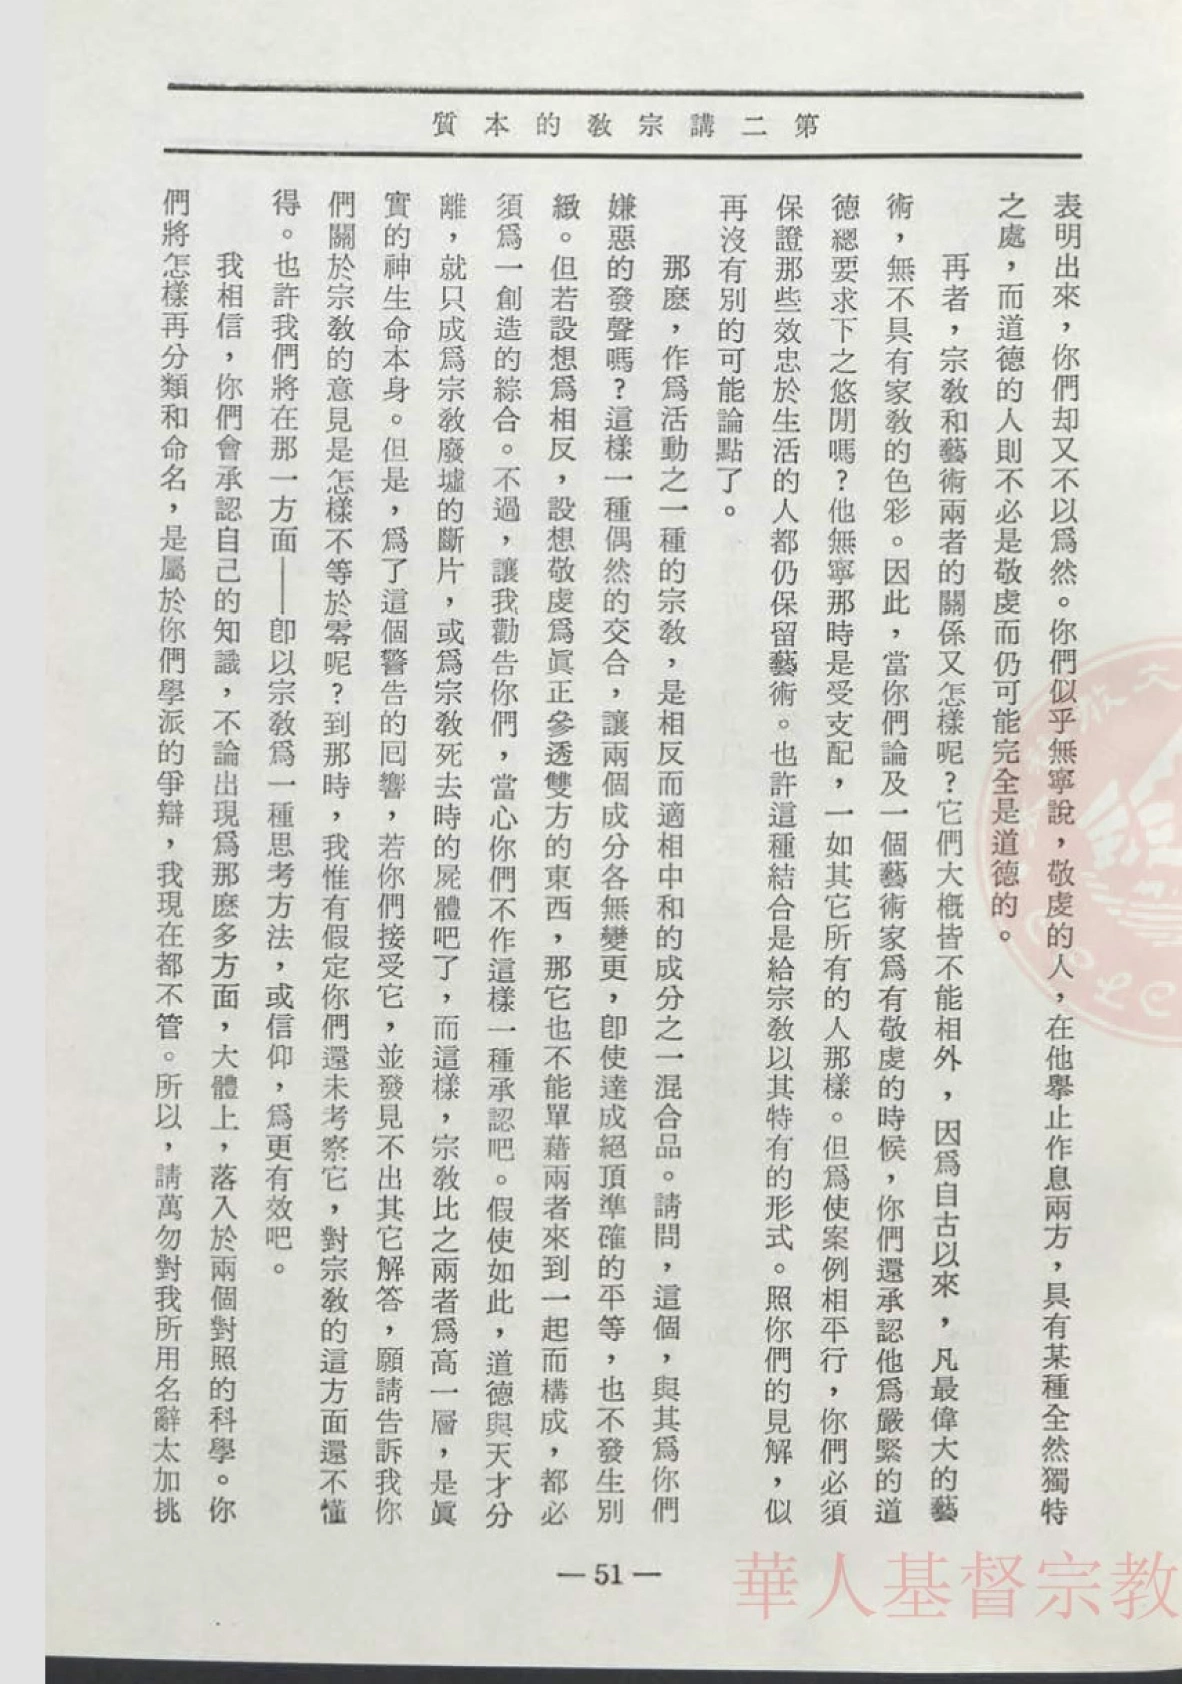 第二講宗敎的本質
表明出來，你們却又不以爲然。你們似乎無寧說，敬虔的人，在他擧止作息兩方，具有某種全然獨特
之處，而道德的人則不必是敬虔而仍可能完全是道德的。
再者，宗敎和藝術兩者的關係又怎樣呢？它們大槪皆不能相外，因爲自古以來，凡最偉大的藝
術，無不具有家敎的色彩。因此，當你們論及一個藝術家爲有敬虔的時候，你們還承認他爲嚴緊的道
德總要求下之悠閒嗎？他無寧那時是受支配，一如其它所有的人那樣。但爲使案例相平行，你們必須
保證那些效忠於生活的人都仍保留藝術。也許這種結合是給宗敎以其特有的形式。照你們的見解，似
再沒有別的可能論點了。
那麽，作爲活動之一種的宗敎，是相反而適相中和的成分之一混合品。請問，這個，與其爲你們
嫌惡的發聲嗎？這樣一種偶然的交合，讓兩個成分各無變更，卽使達成絕頂準確的平等，也不發生別
緻。但若設想爲相反，設想敬虔爲眞正參透雙方的東西，那它也不能單藉兩者來到一起而構成，都必
須爲一創造的綜合。不過，讓我勸告你們，當心你們不作這樣一種承認吧。假使如此，道德與天才分
離，就只成爲宗敎廢墟的斷片，或爲宗敎死去時的屍體吧了，而這樣，宗敎比之兩者爲高一層，是眞
實的神生命本身。但是，爲了這個警告的回響，若你們接受它，並發見不出其它解答，願請告訴我你
們關於宗敎的意見是怎樣不等於零呢？到那時，我惟有假定你們還未考察它，對宗敎的這方面還不懂
得。也許我們將在那一方面——卽以宗敎爲一種思考方法，或信仰，爲更有效吧。
我相信，你們會承認自己的知識，不論出現爲那麽多方面，大體上，落入於兩個對照的科學。你
們將怎樣再分類和命名，是屬於你們學派的爭辯，我現在都不管。所以，請萬勿對我所用名辭太加挑
— 51 —
華人基督宗教